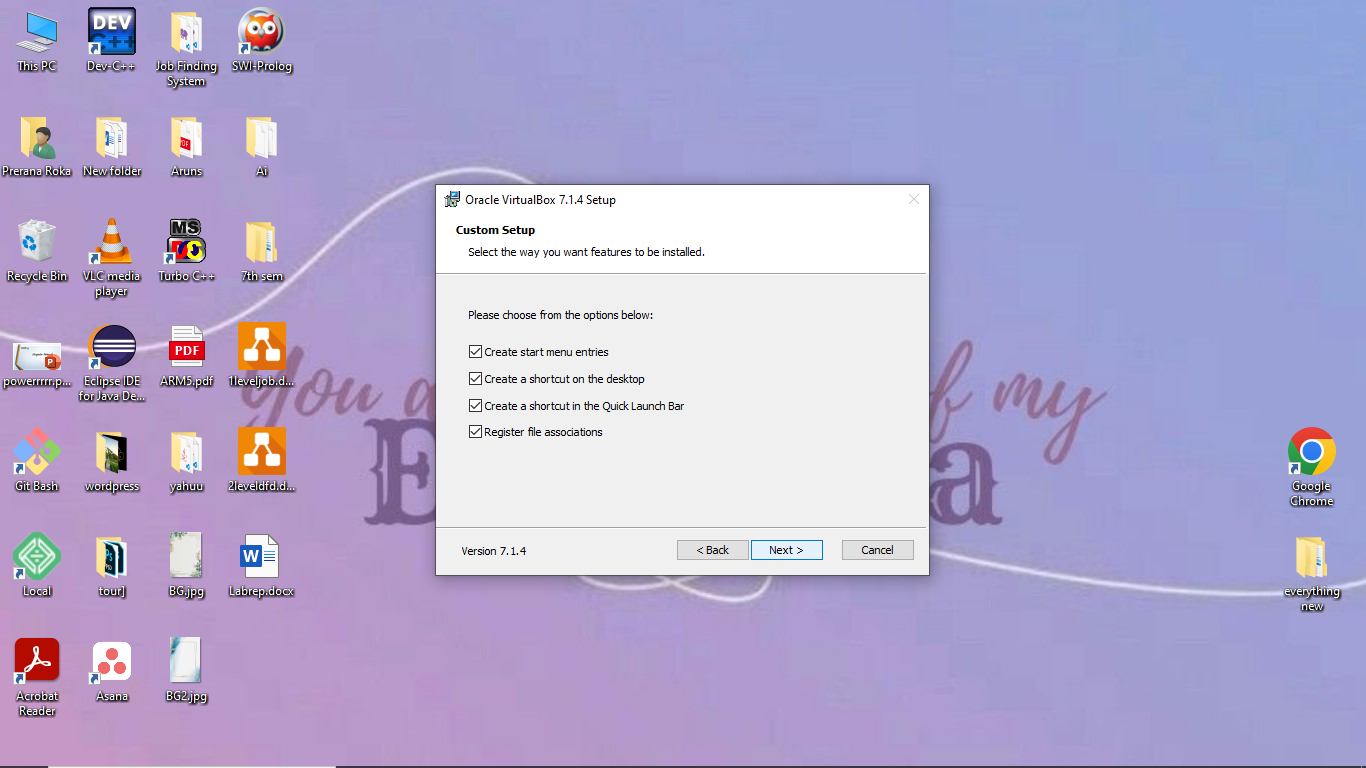 This PC
DEV
C++
Dev-C++
Job Finding
System
SWI-Prolog
Prerana Roka
New folder
PDF
Aruns
Ai
Recycle Bin
VLC media
player
MS
Turbo C++
7th sem
powerrrrr.p...
Eclipse IDE
for Java De...
PDF
ARM5.pdf
1leveljob.d...
Git Bash
wordpress
yahuu
2leveldfd.d...
Local
tour]
BG.jpg
W
Labrep.docx
Acrobat
Reader
Asana
BG2.jpg
Oracle VirtualBox 7.1.4 Setup
Custom Setup
Select the way you want features to be installed.
Please choose from the options below:
Create start menu entries
Create a shortcut on the desktop
Create a shortcut in the Quick Launch Bar
Register file associations
Version 7.1.4
< Back
Next >
Cancel
You a
of my
E
a
Google
Chrome
everything
new